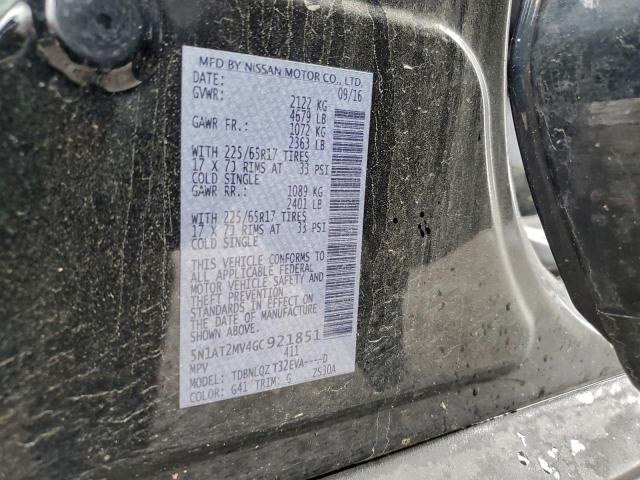 MFD BY NISSAN MOTOR CO., LTD.
DATE: 09/16
GVWR: 2122 KG
4679 LB
GAWR FR.: 1072 KG
2363 LB
WITH 225/65R17 TIRES
17 X 7J RIMS AT 33 PSI
COLD SINGLE
GAWR RR.: 1089 KG
2401 LB
WITH 225/65R17 TIRES
17 X 7J RIMS AT 33 PSI
COLD SINGLE
THIS VEHICLE CONFORMS TO
ALL APPLICABLE FEDERAL
MOTOR VEHICLE SAFETY AND
THEFT PREVENTION
STANDARDS IN EFFECT ON
THE DATE OF MANUFACTURE
SHOWN ABOVE.
5N1AT2MV4GC921851
MPV 411
MODEL: TDBNLQZ T32EVA----D
COLOR: G41 TRIM: G ZS30A